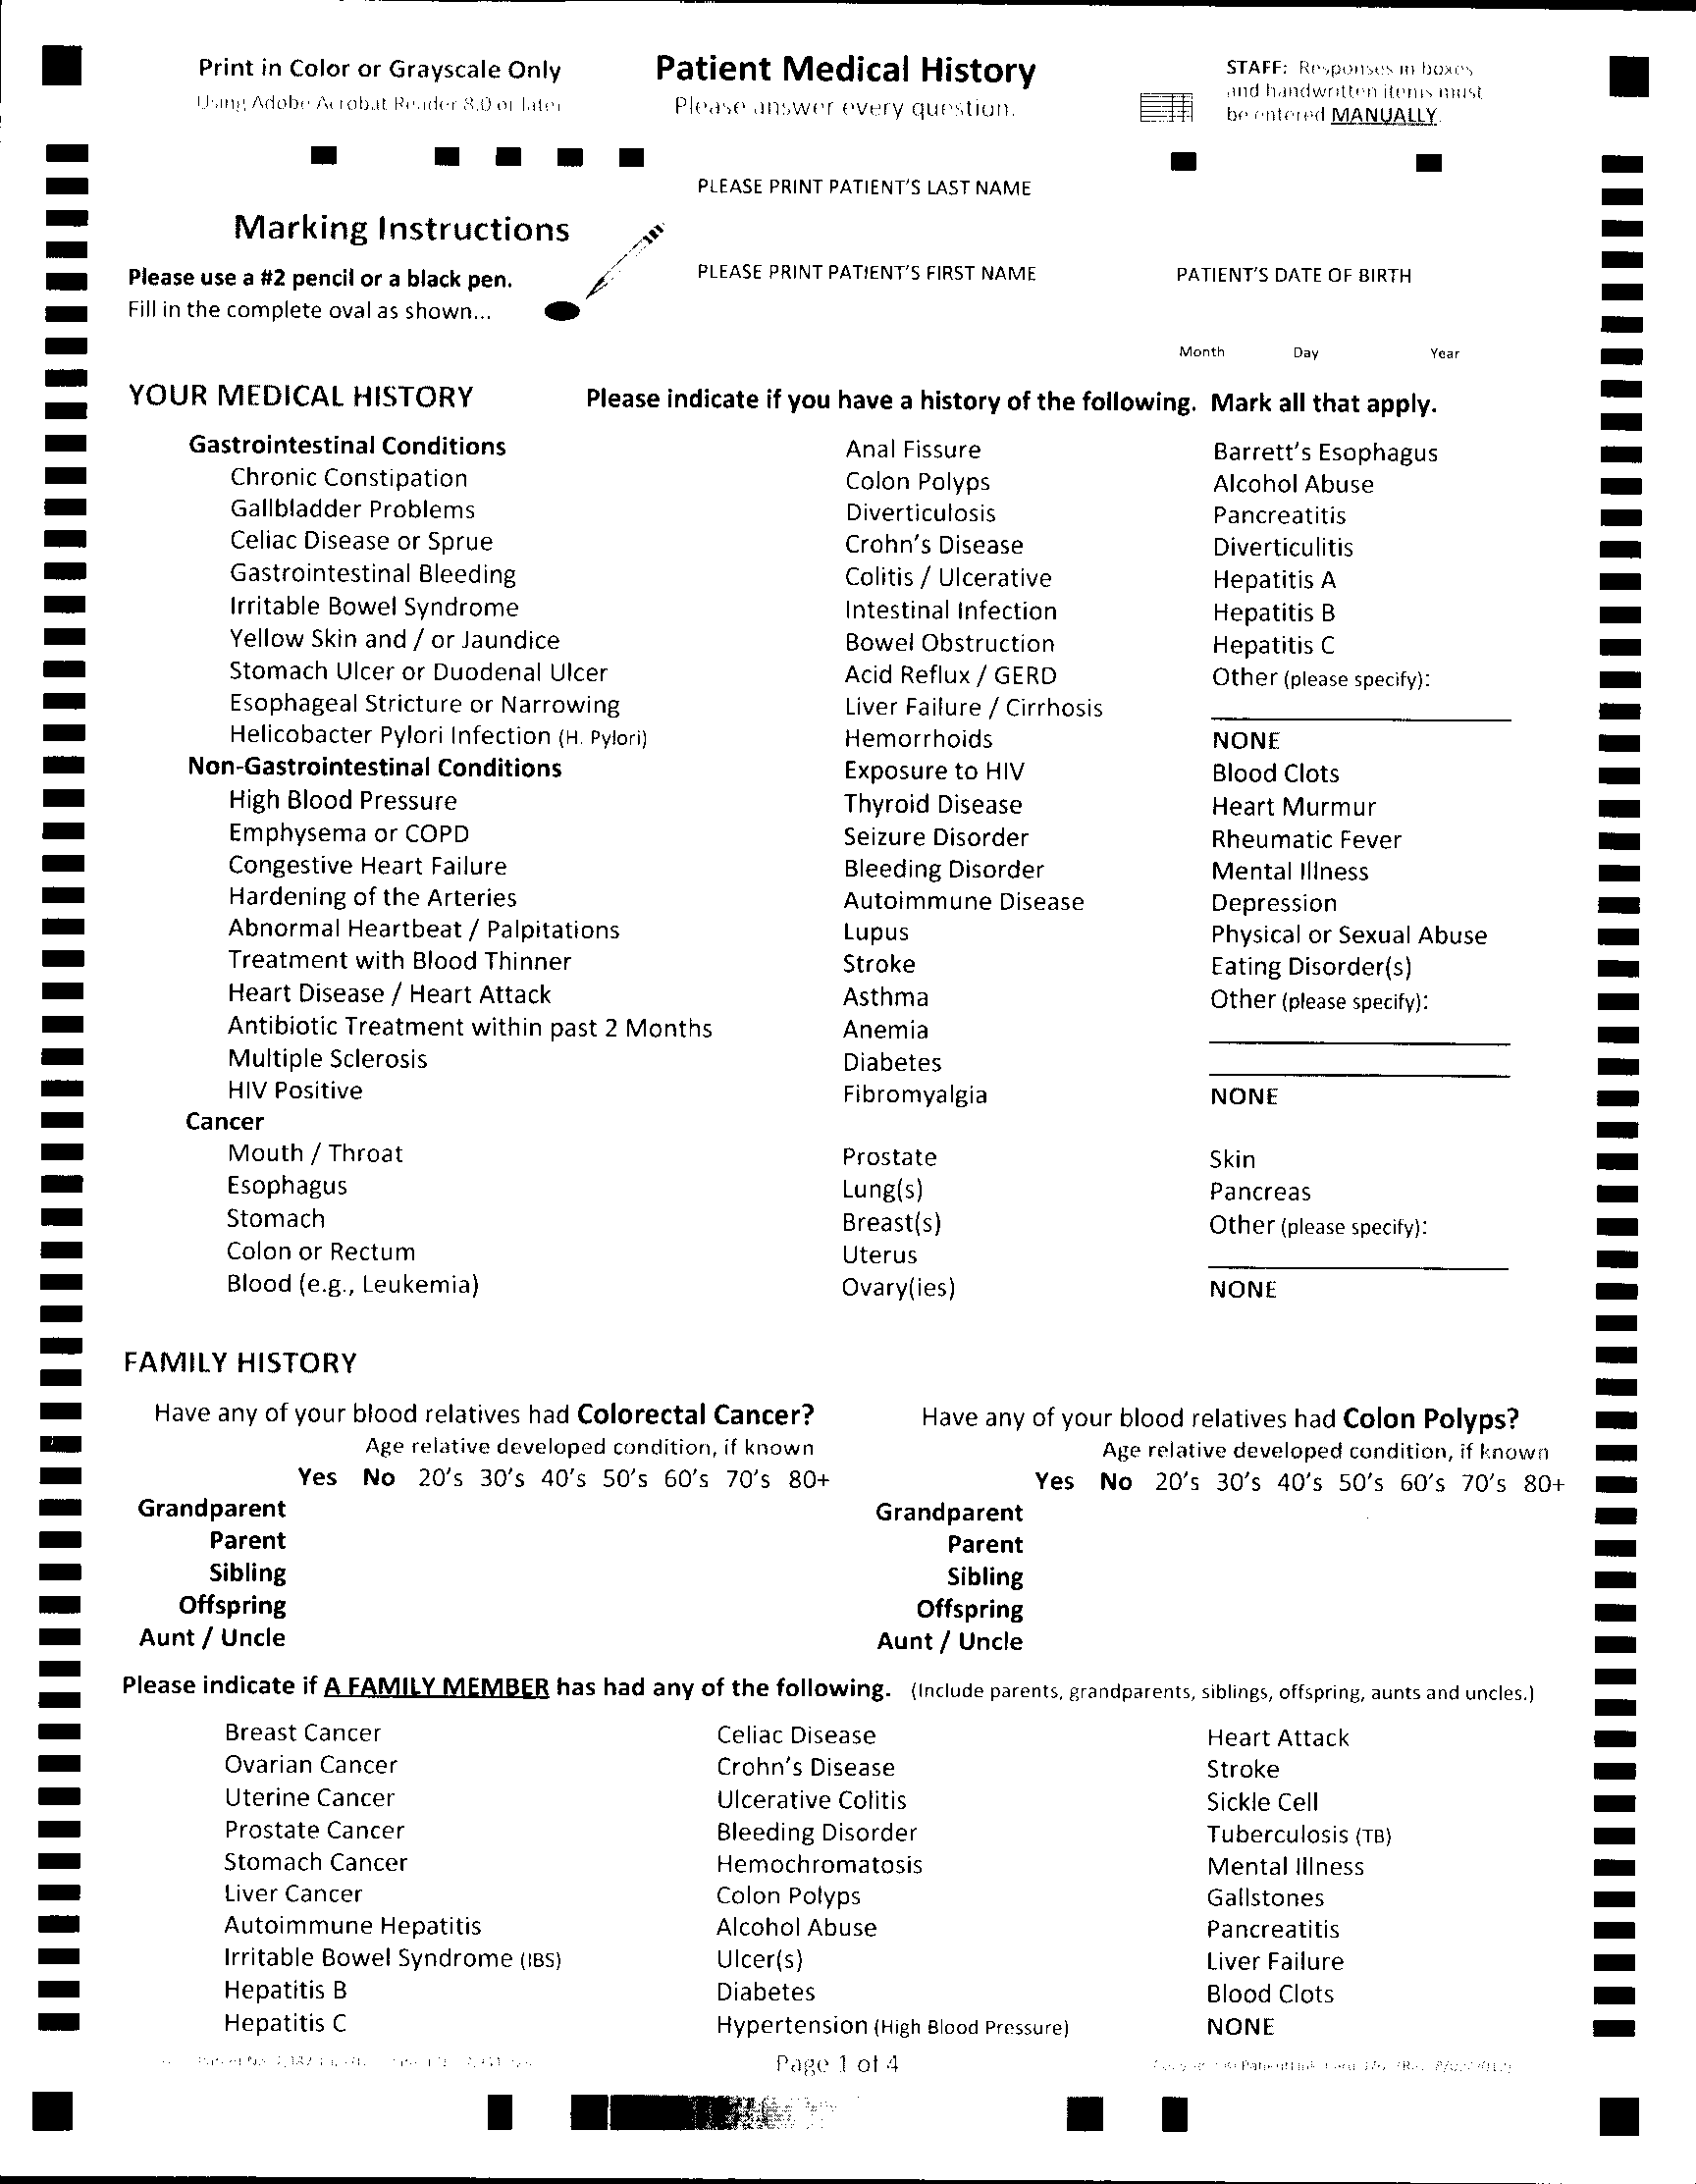 Print in Color or Grayscale Only
Using Adobe Acrobat Reader 8.0 or later
Patient Medical History
Please answer every question.
STAFF: Responses in boxes
and handwritten items must
be entered MANUALLY.
PLEASE PRINT PATIENT'S LAST NAME
Marking Instructions
Please use a #2 pencil or a black pen.
Fill in the complete oval as shown...
PLEASE PRINT PATIENT'S FIRST NAME
PATIENT'S DATE OF BIRTH
Month Day Year
YOUR MEDICAL HISTORY
Please indicate if you have a history of the following. Mark all that apply.
Gastrointestinal Conditions
Chronic Constipation
Gallbladder Problems
Celiac Disease or Sprue
Gastrointestinal Bleeding
Irritable Bowel Syndrome
Yellow Skin and / or Jaundice
Stomach Ulcer or Duodenal Ulcer
Esophageal Stricture or Narrowing
Helicobacter Pylori Infection (H. Pylori)
Anal Fissure
Colon Polyps
Diverticulosis
Crohn's Disease
Colitis / Ulcerative
Intestinal Infection
Bowel Obstruction
Acid Reflux / GERD
Liver Failure / Cirrhosis
Hemorrhoids
Barrett's Esophagus
Alcohol Abuse
Pancreatitis
Diverticulitis
Hepatitis A
Hepatitis B
Hepatitis C
Other (please specify):
NONE
Non-Gastrointestinal Conditions
High Blood Pressure
Emphysema or COPD
Congestive Heart Failure
Hardening of the Arteries
Abnormal Heartbeat / Palpitations
Treatment with Blood Thinner
Heart Disease / Heart Attack
Antibiotic Treatment within past 2 Months
Multiple Sclerosis
HIV Positive
Exposure to HIV
Thyroid Disease
Seizure Disorder
Bleeding Disorder
Autoimmune Disease
Lupus
Stroke
Asthma
Anemia
Diabetes
Fibromyalgia
Blood Clots
Heart Murmur
Rheumatic Fever
Mental Illness
Depression
Physical or Sexual Abuse
Eating Disorder(s)
Other (please specify):
NONE
Cancer
Mouth / Throat
Esophagus
Stomach
Colon or Rectum
Blood (e.g., Leukemia)
Prostate
Lung(s)
Breast(s)
Uterus
Ovary(ies)
Skin
Pancreas
Other (please specify):
NONE
FAMILY HISTORY
Have any of your blood relatives had Colorectal Cancer?
Age relative developed condition, if known
Yes No 20's 30's 40's 50's 60's 70's 80+
Grandparent
Parent
Sibling
Offspring
Aunt / Uncle
Have any of your blood relatives had Colon Polyps?
Age relative developed condition, if known
Yes No 20's 30's 40's 50's 60's 70's 80+
Grandparent
Parent
Sibling
Offspring
Aunt / Uncle
Please indicate if A FAMILY MEMBER has had any of the following. (Include parents, grandparents, siblings, offspring, aunts and uncles.)
Breast Cancer
Ovarian Cancer
Uterine Cancer
Prostate Cancer
Stomach Cancer
Liver Cancer
Autoimmune Hepatitis
Irritable Bowel Syndrome (IBS)
Hepatitis B
Hepatitis C
Celiac Disease
Crohn's Disease
Ulcerative Colitis
Bleeding Disorder
Hemochromatosis
Colon Polyps
Alcohol Abuse
Ulcer(s)
Diabetes
Hypertension (High Blood Pressure)
Heart Attack
Stroke
Sickle Cell
Tuberculosis (TB)
Mental Illness
Gallstones
Pancreatitis
Liver Failure
Blood Clots
NONE
Page 1 of 4